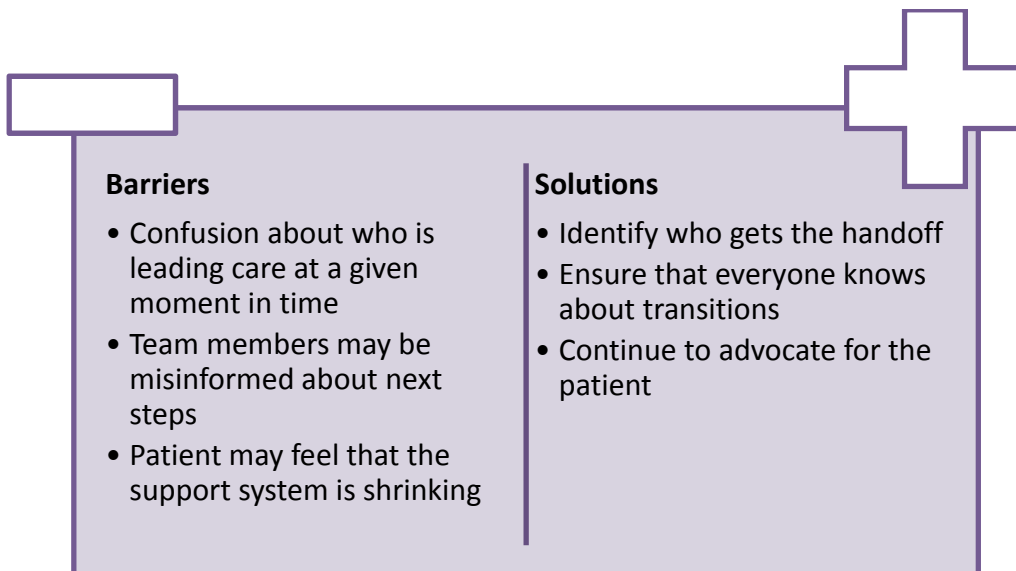 Barriers
• Confusion about who is
leading care at a given
moment in time
• Team members may be
misinformed about next
steps
• Patient may feel that the
support system is shrinking
Solutions
• Identify who gets the handoff
• Ensure that everyone knows
about transitions
• Continue to advocate for the
patient